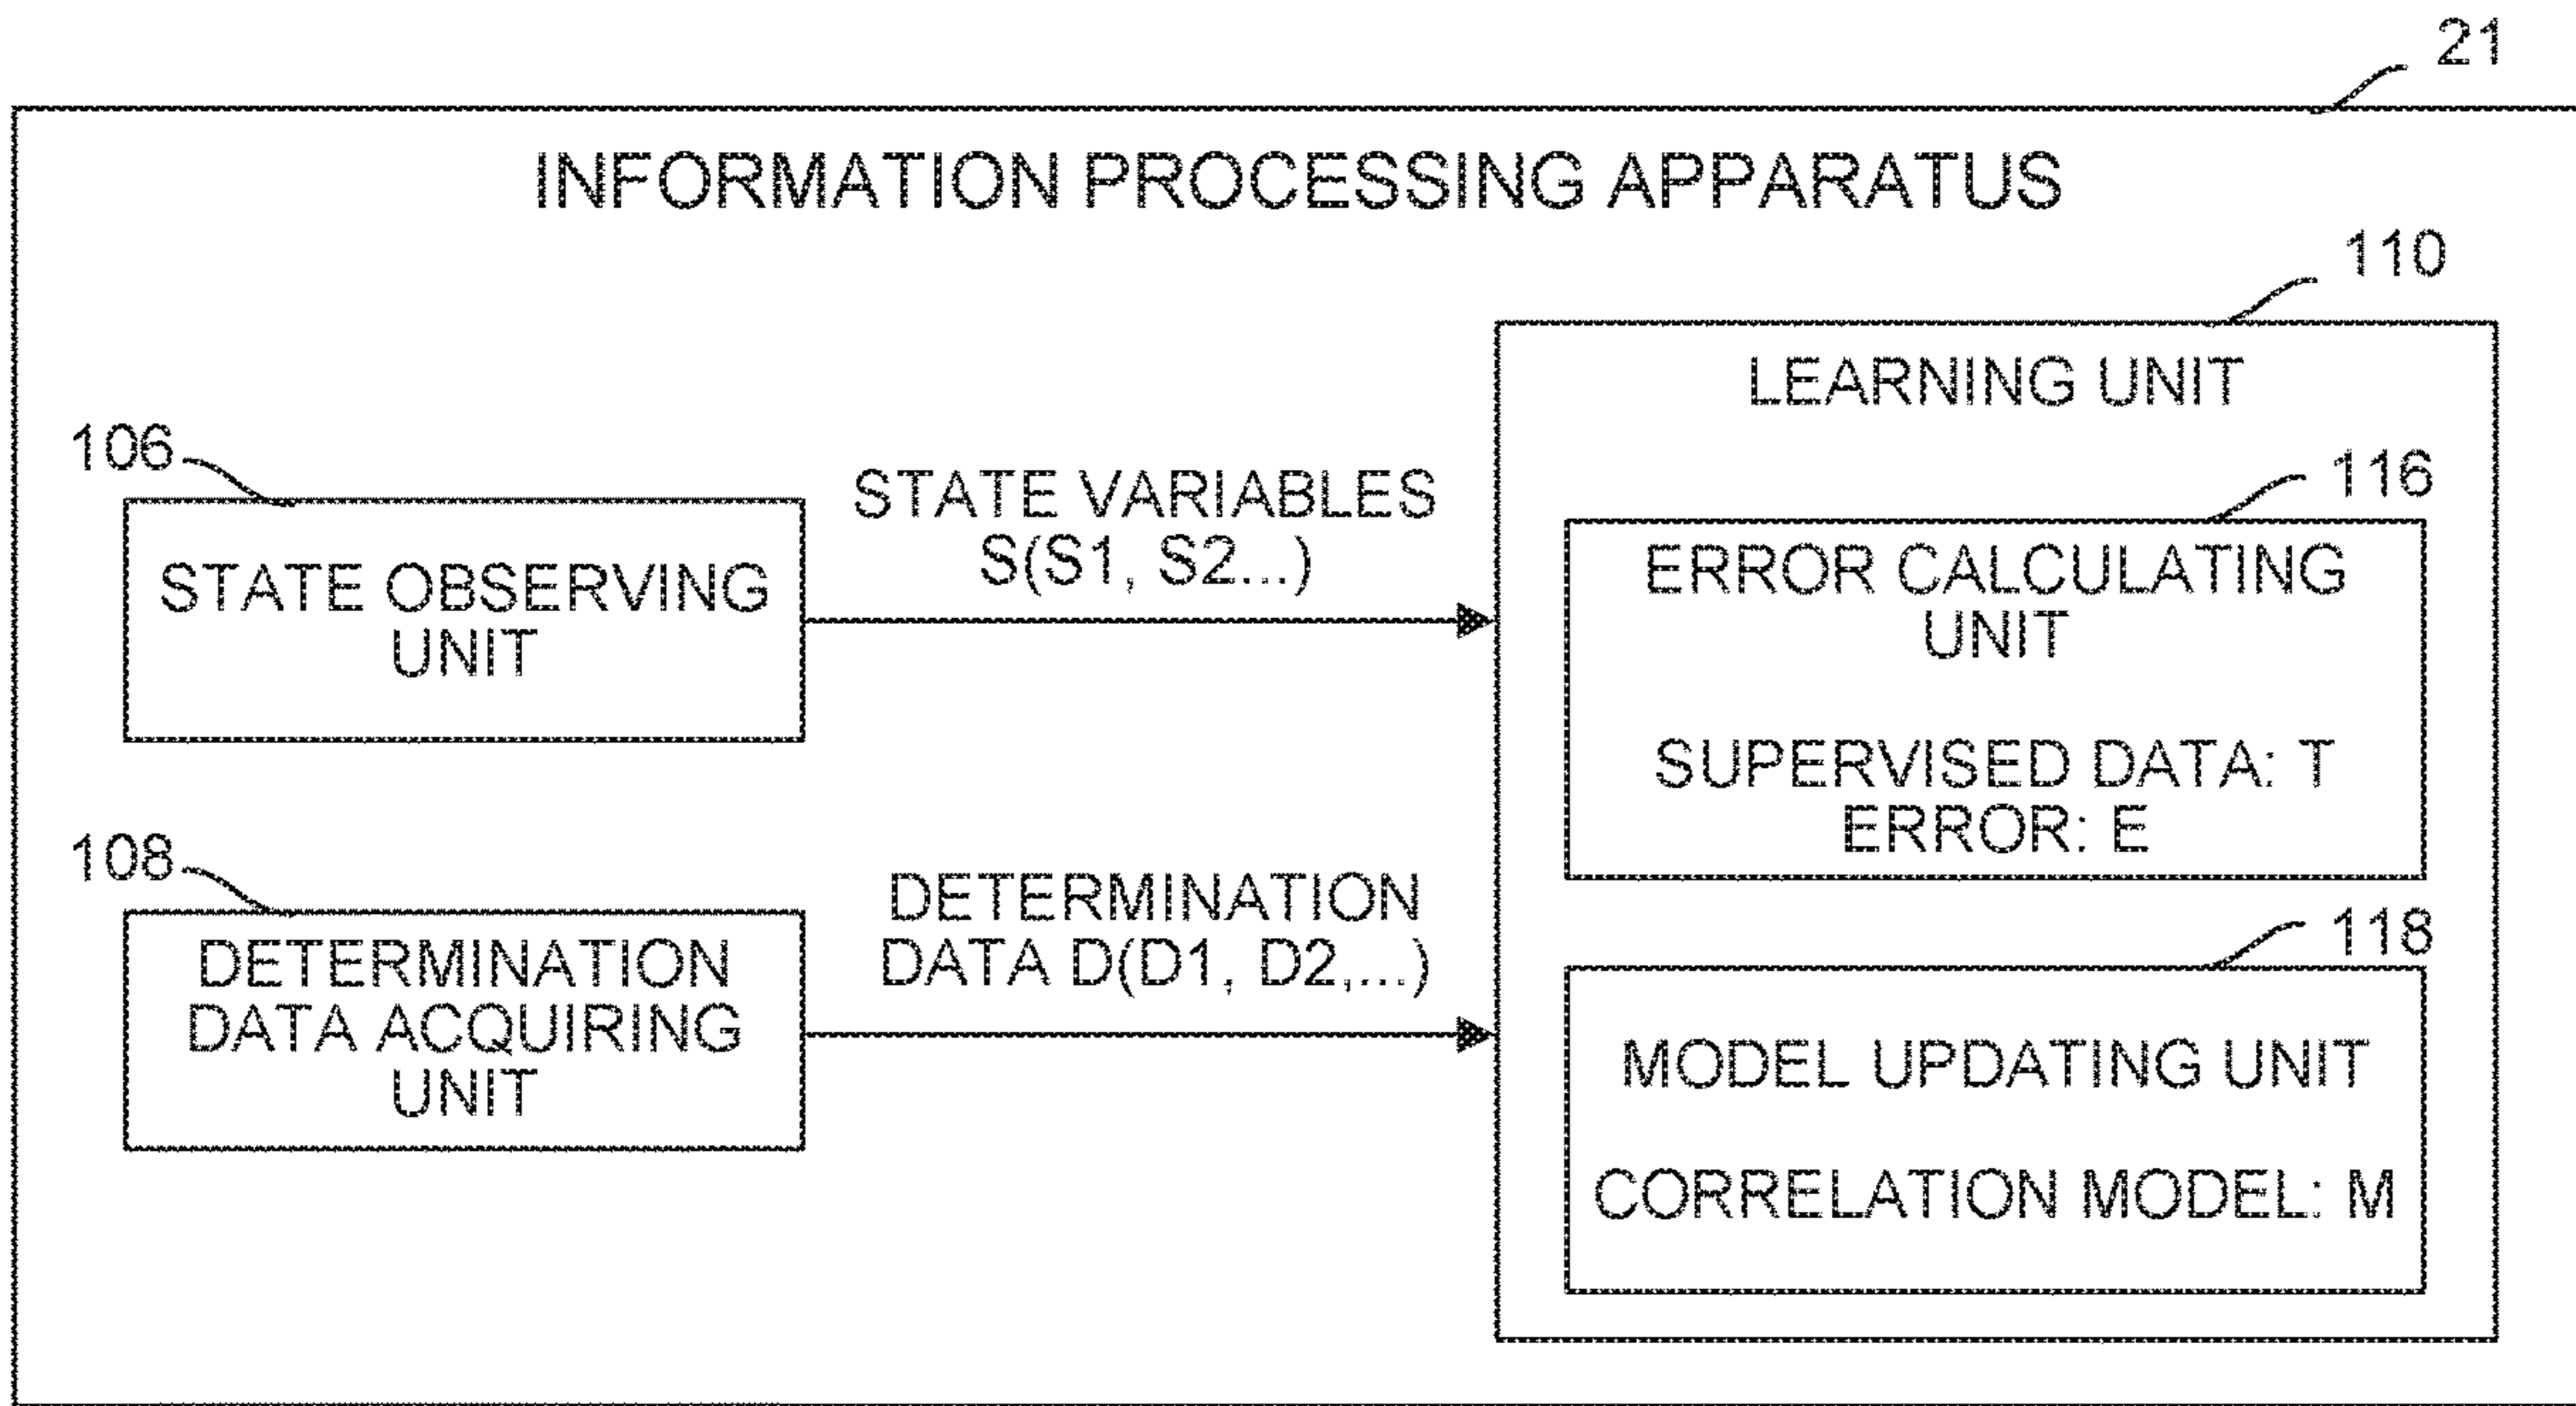 21
INFORMATION PROCESSING APPARATUS
110
LEARNING UNIT
106
STATE OBSERVING
UNIT
STATE VARIABLES
S(S1, S2...)
116
ERROR CALCULATING
UNIT
SUPERVISED DATA: T
ERROR: E
108
DETERMINATION
DATA ACQUIRING
UNIT
DETERMINATION
DATA D(D1, D2,...)
118
MODEL UPDATING UNIT
CORRELATION MODEL: M